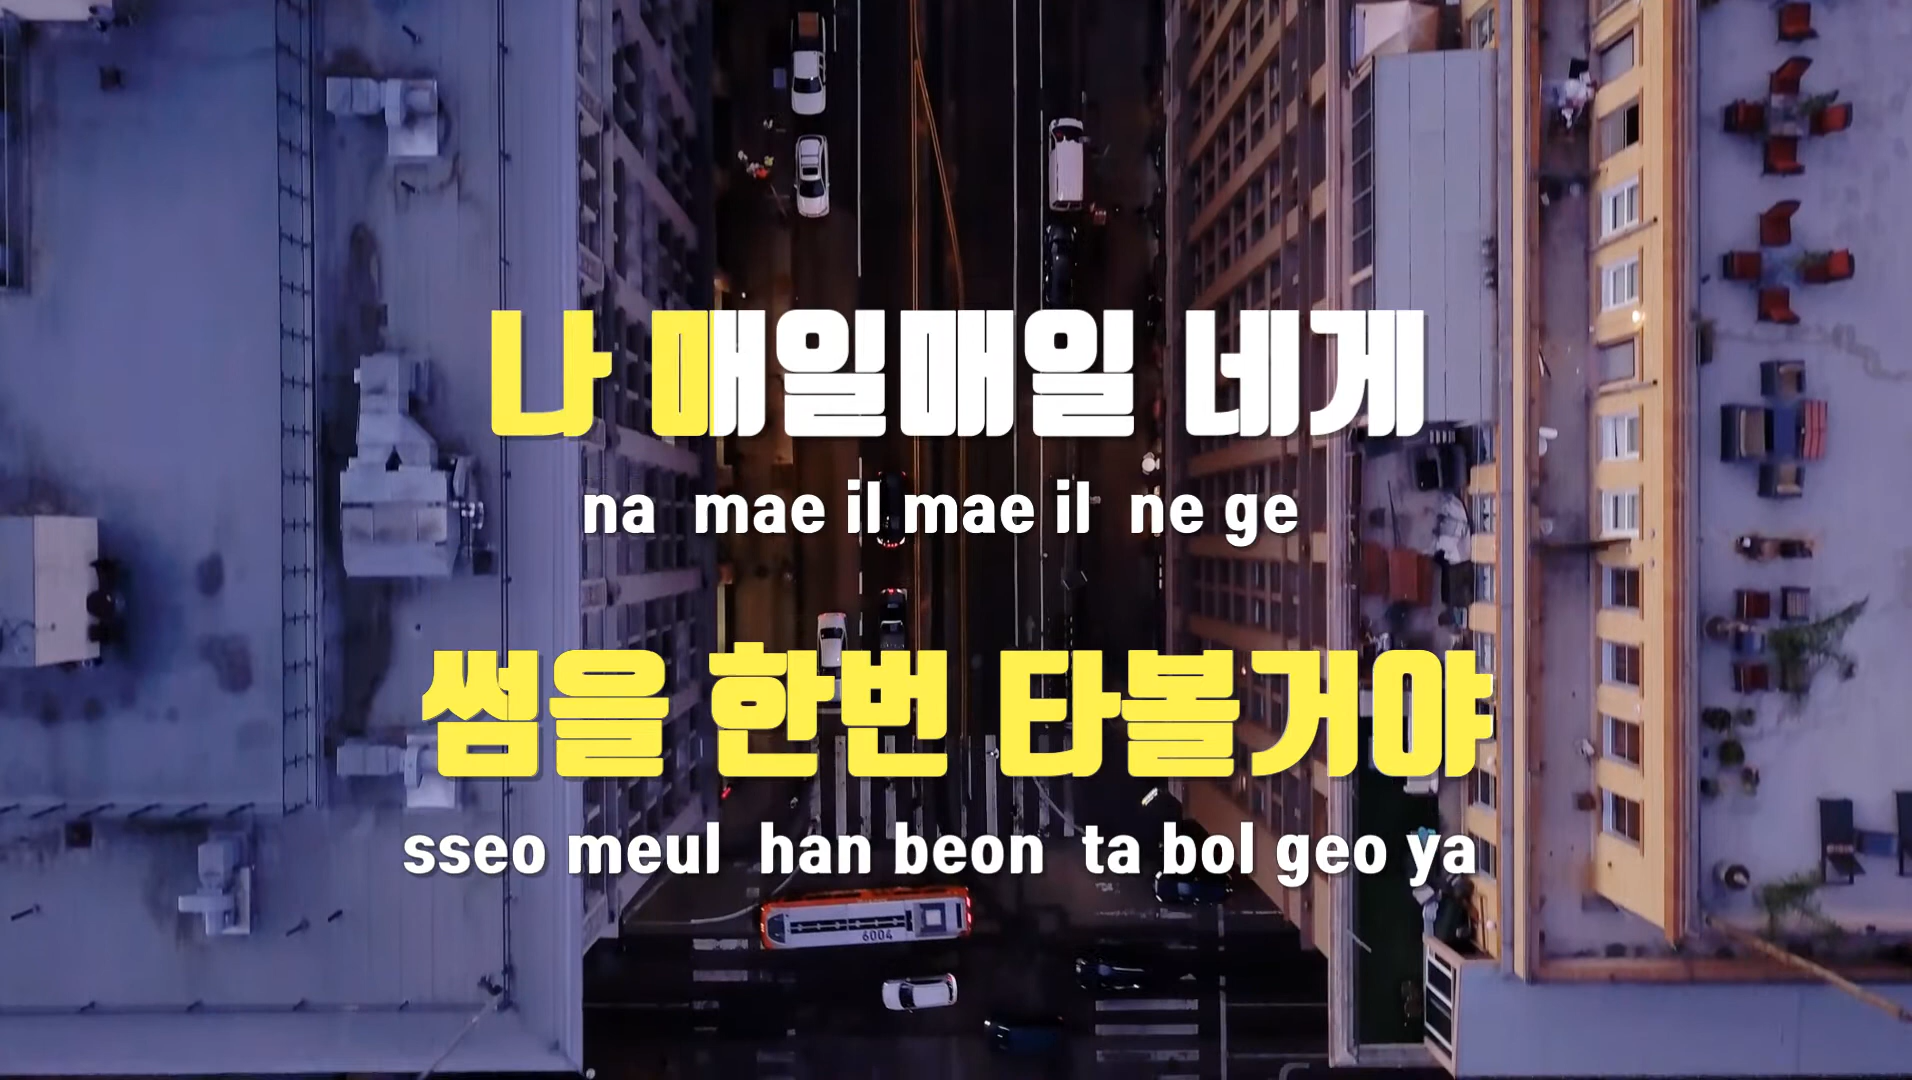 나 매일매일 네게
na mae il mae il ne ge
썸을 한번 타볼거야
sseo meul han beon ta bol geo ya
6004